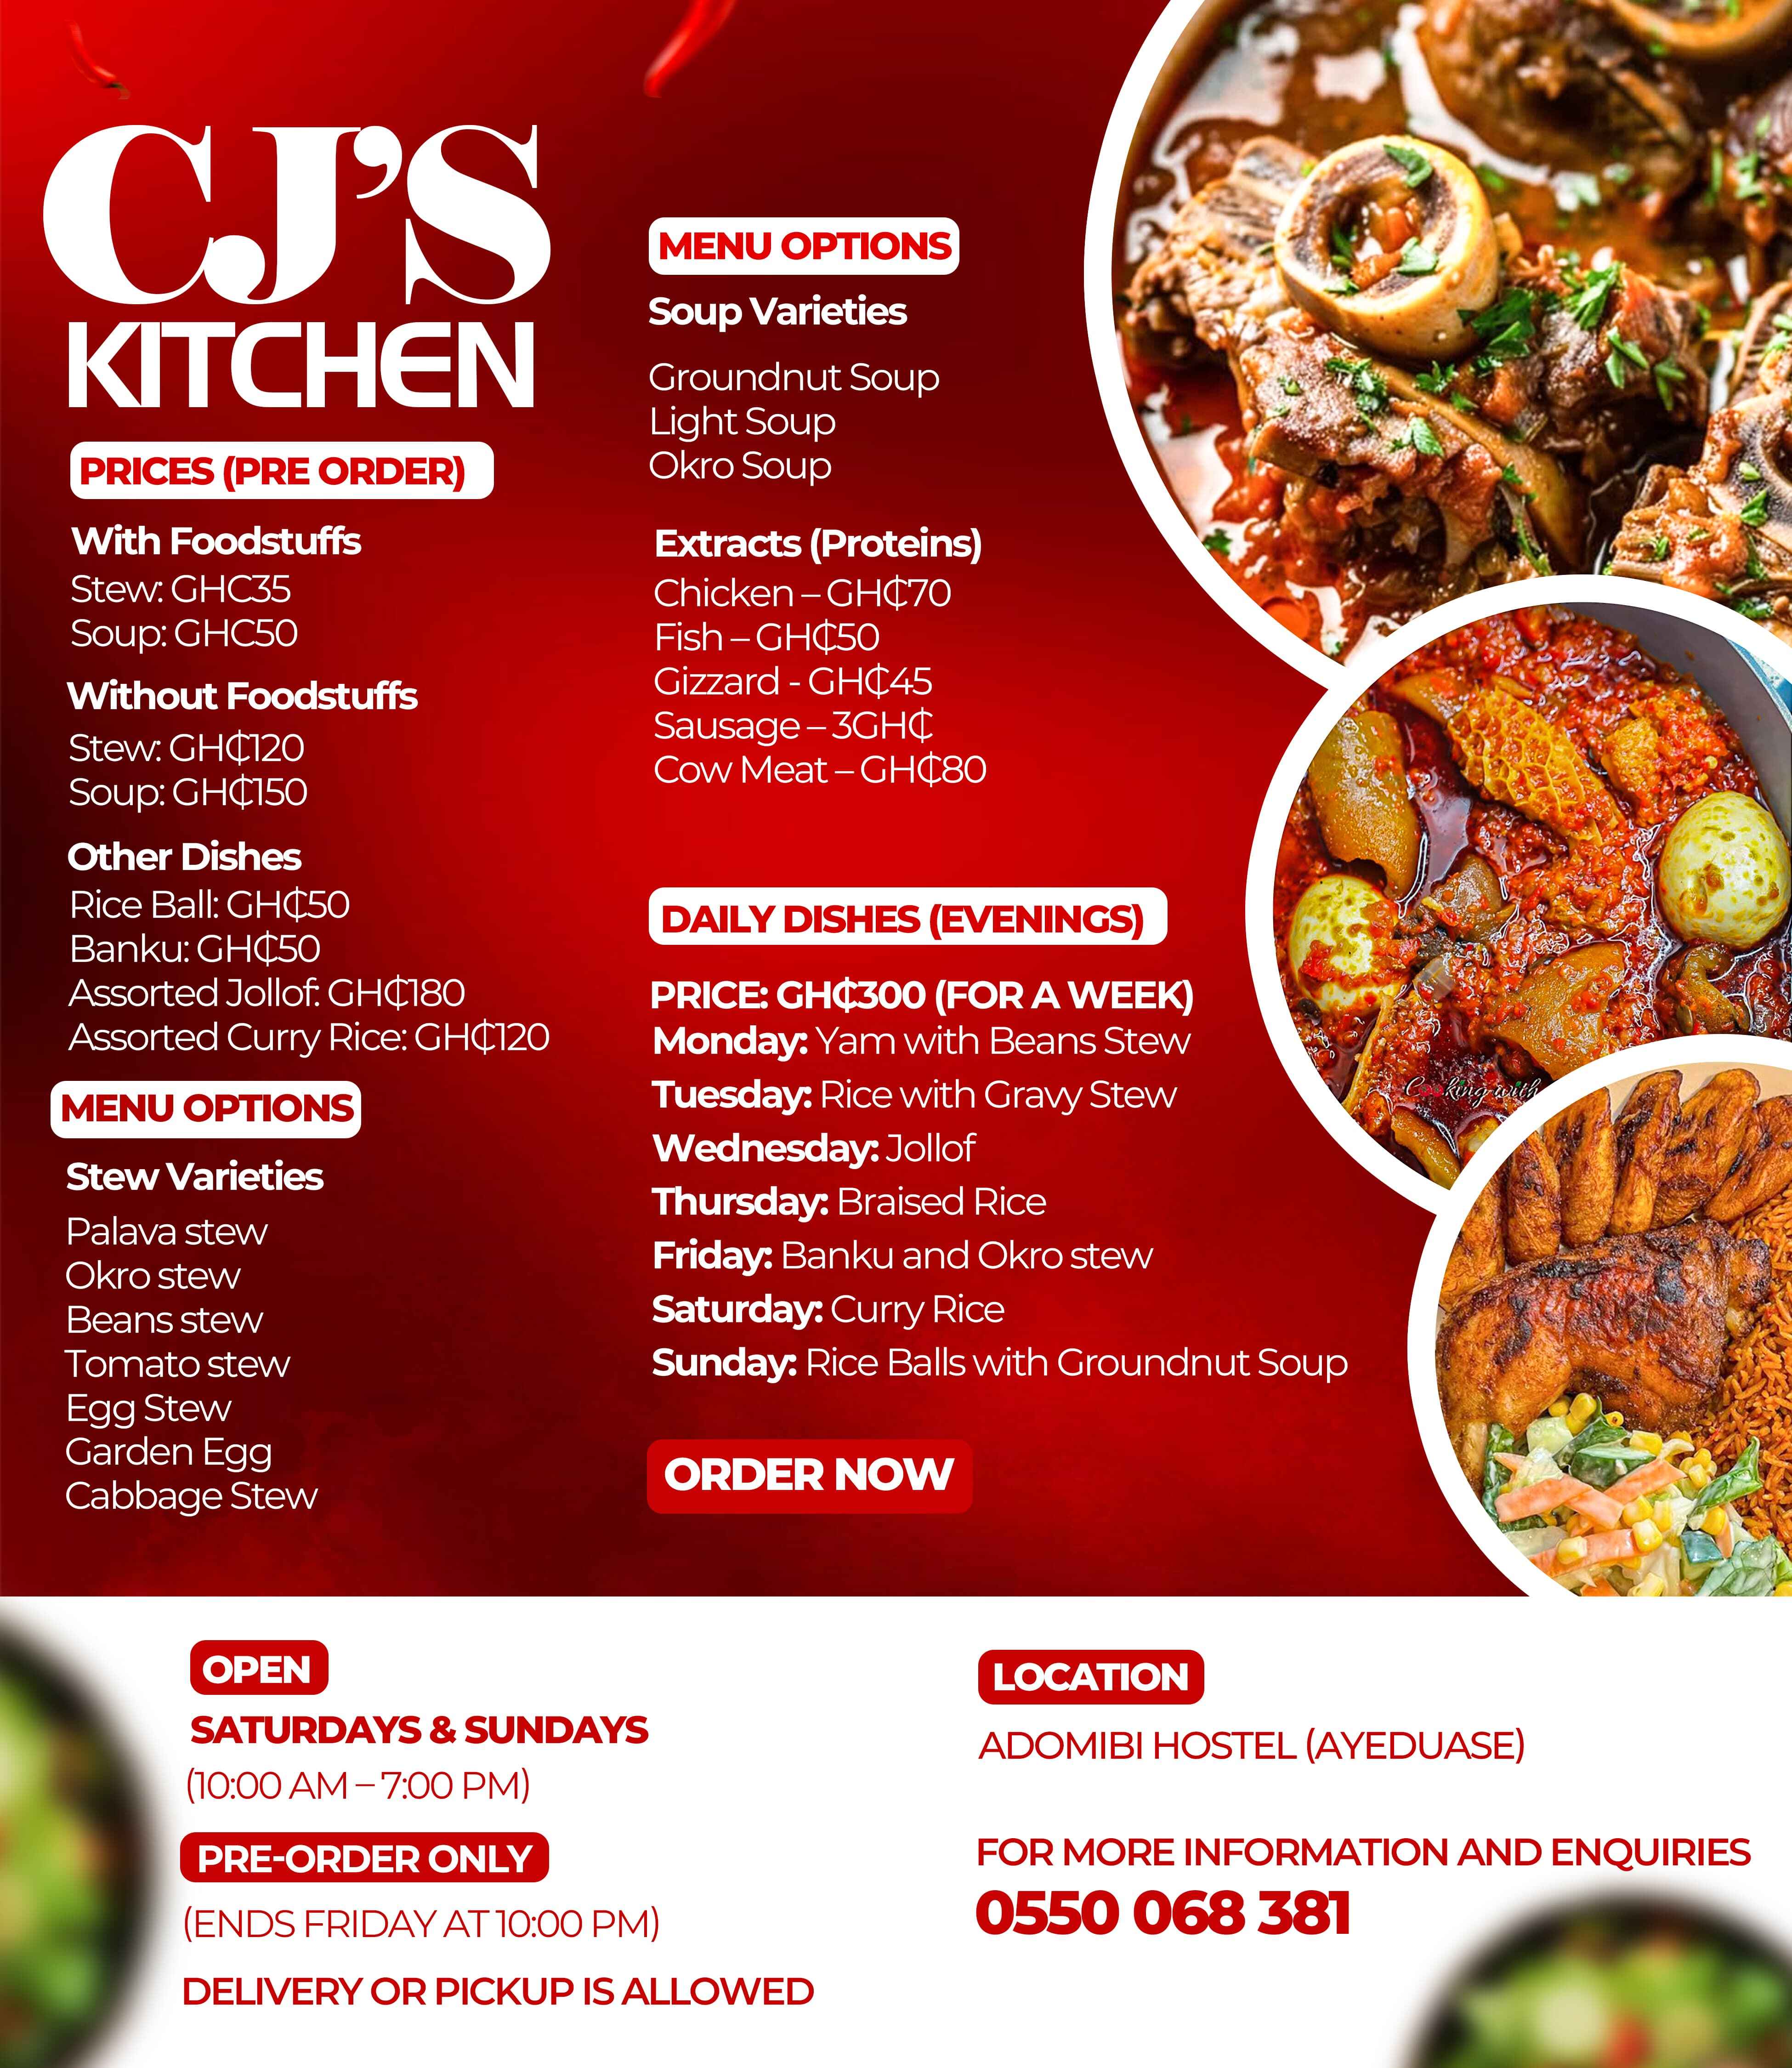 CJ'S
KITCHEN
PRICES (PRE ORDER)
With Foodstuffs
Stew: GHC35
Soup: GHC50
Without Foodstuffs
Stew: GH₵120
Soup: GH₵150
Other Dishes
Rice Ball: GH₵50
Banku: GH₵50
Assorted Jollof: GH₵180
Assorted Curry Rice: GH₵120
MENU OPTIONS
Stew Varieties
Palava stew
Okro stew
Beans stew
Tomato stew
Egg Stew
Garden Egg
Cabbage Stew
MENU OPTIONS
Soup Varieties
Groundnut Soup
Light Soup
Okro Soup
Extracts (Proteins)
Chicken – GH₵70
Fish – GH₵50
Gizzard - GH₵45
Sausage – 3GH₵
Cow Meat – GH₵80
DAILY DISHES (EVENINGS)
PRICE: GH₵300 (FOR A WEEK)
Monday: Yam with Beans Stew
Tuesday: Rice with Gravy Stew
Wednesday: Jollof
Thursday: Braised Rice
Friday: Banku and Okro stew
Saturday: Curry Rice
Sunday: Rice Balls with Groundnut Soup
ORDER NOW
Cooking with
OPEN
SATURDAYS & SUNDAYS
(10:00 AM – 7:00 PM)
PRE-ORDER ONLY
(ENDS FRIDAY AT 10:00 PM)
DELIVERY OR PICKUP IS ALLOWED
LOCATION
ADOMIBI HOSTEL (AYEDUASE)
FOR MORE INFORMATION AND ENQUIRIES
0550 068 381